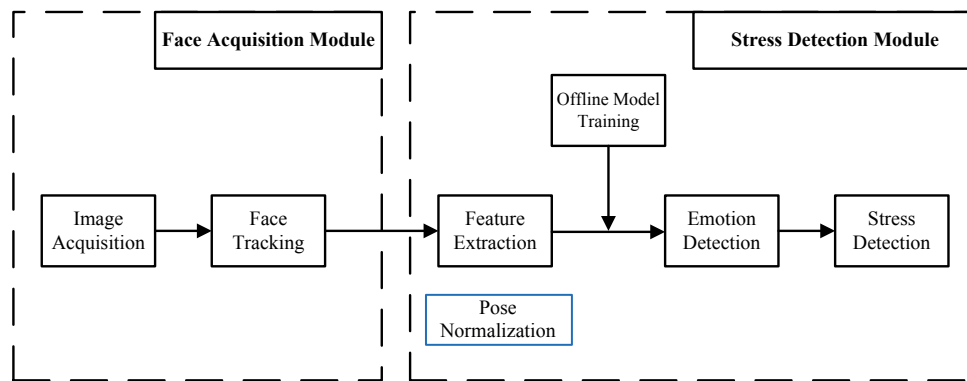 Face Acquisition Module
Stress Detection Module
Offline Model
Training
Image
Acquisition
Face
Tracking
Feature
Extraction
Emotion
Detection
Stress
Detection
Pose
Normalization